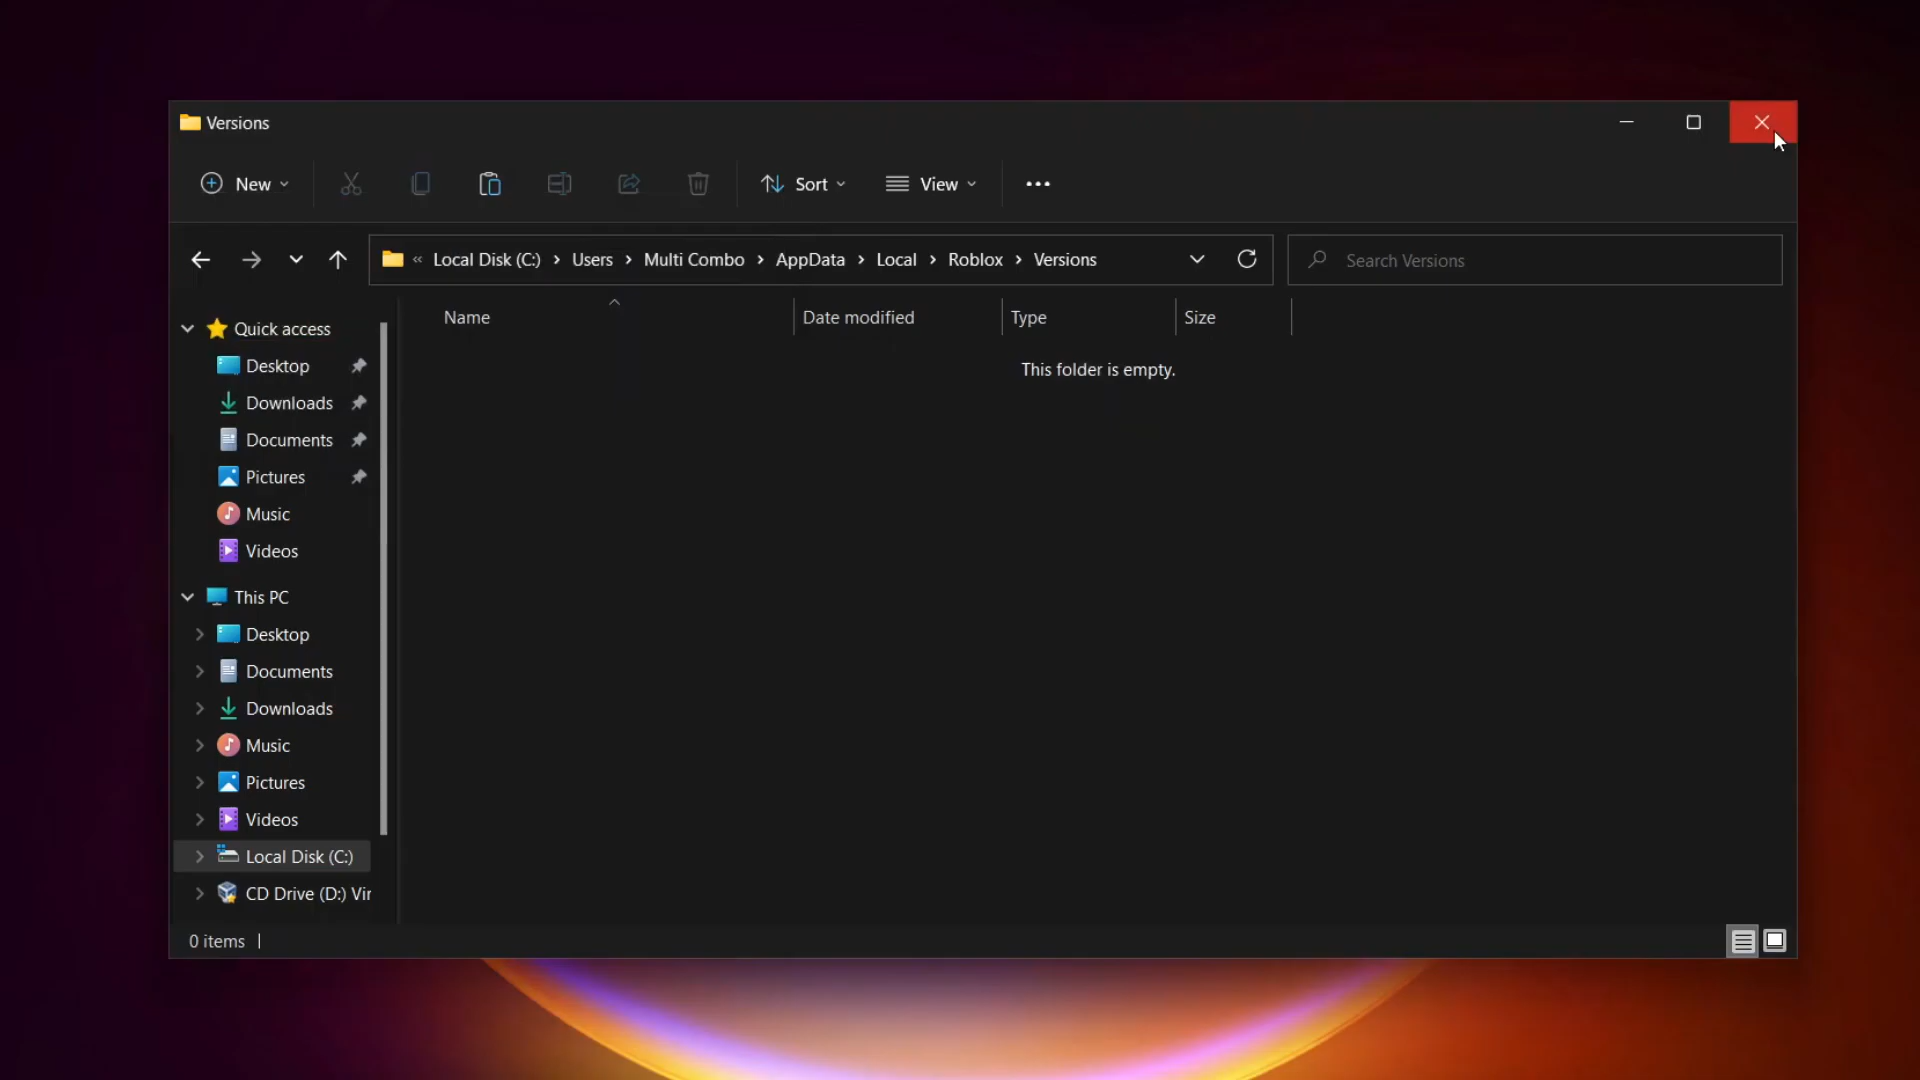 Versions
New
Sort
View
« Local Disk (C:) › Users › Multi Combo › AppData › Local › Roblox › Versions
Search Versions
Name
Date modified
Type
Size
This folder is empty.
Quick access
Desktop
Downloads
Documents
Pictures
Music
Videos
This PC
Desktop
Documents
Downloads
Music
Pictures
Videos
Local Disk (C:)
CD Drive (D:) Vir
0 items